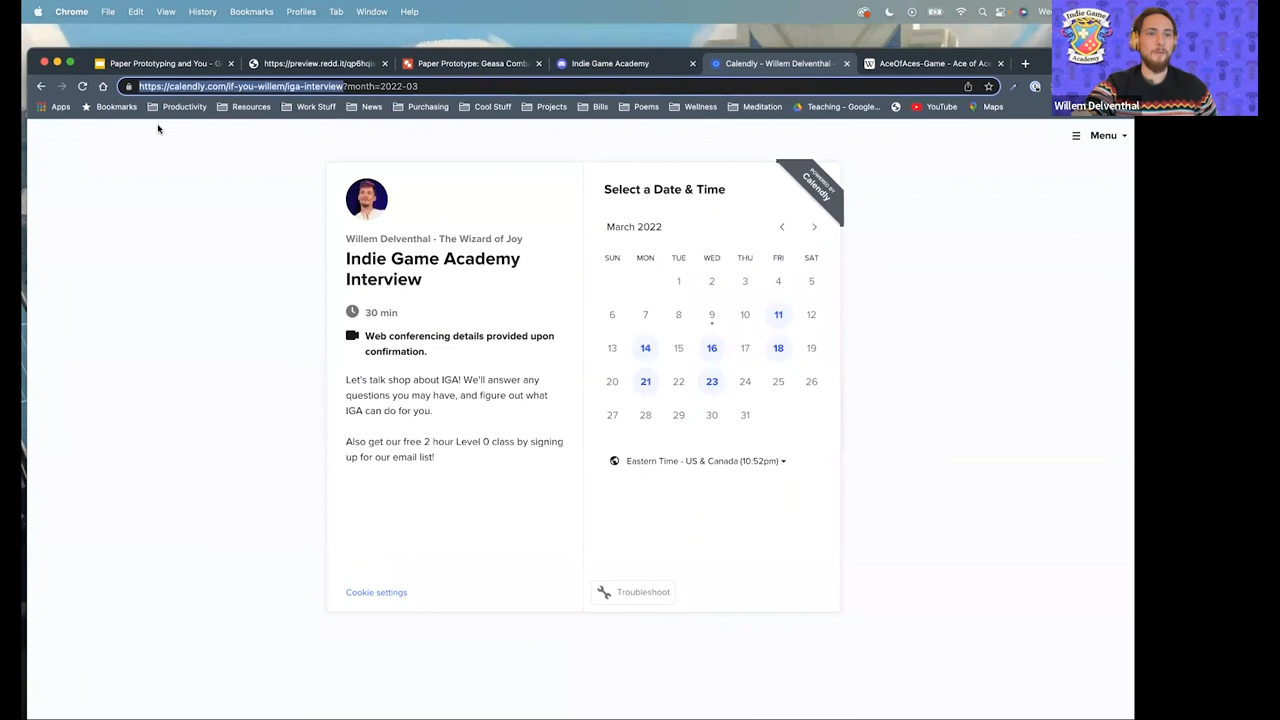 Chrome File Edit View History Bookmarks Profiles Tab Window Help
Indie Game
Academy
Willem Delventhal
Paper Prototyping and You - G
https://preview.redd.it/qp6hqi
Paper Prototype: Geasa Comba
Indie Game Academy
Calendly - Willem Delventhal -
AceOfAces-Game - Ace of Ace
https://calendly.com/if-you-willem/iga-interview?month=2022-03
Apps Bookmarks Productivity Resources Work Stuff News Purchasing Cool Stuff Projects Bills Poems Wellness Meditation Teaching - Google... YouTube Maps
Menu
POWERED BY
Calendly
Willem Delventhal - The Wizard of Joy
Indie Game Academy
Interview
30 min
Web conferencing details provided upon
confirmation.
Let's talk shop about IGA! We'll answer any
questions you may have, and figure out what
IGA can do for you.
Also get our free 2 hour Level 0 class by signing
up for our email list!
Cookie settings
Select a Date & Time
March 2022
SUN MON TUE WED THU FRI SAT
1 2 3 4 5
6 7 8 9 10 11 12
13 14 15 16 17 18 19
20 21 22 23 24 25 26
27 28 29 30 31
Eastern Time - US & Canada (10:52pm)
Troubleshoot